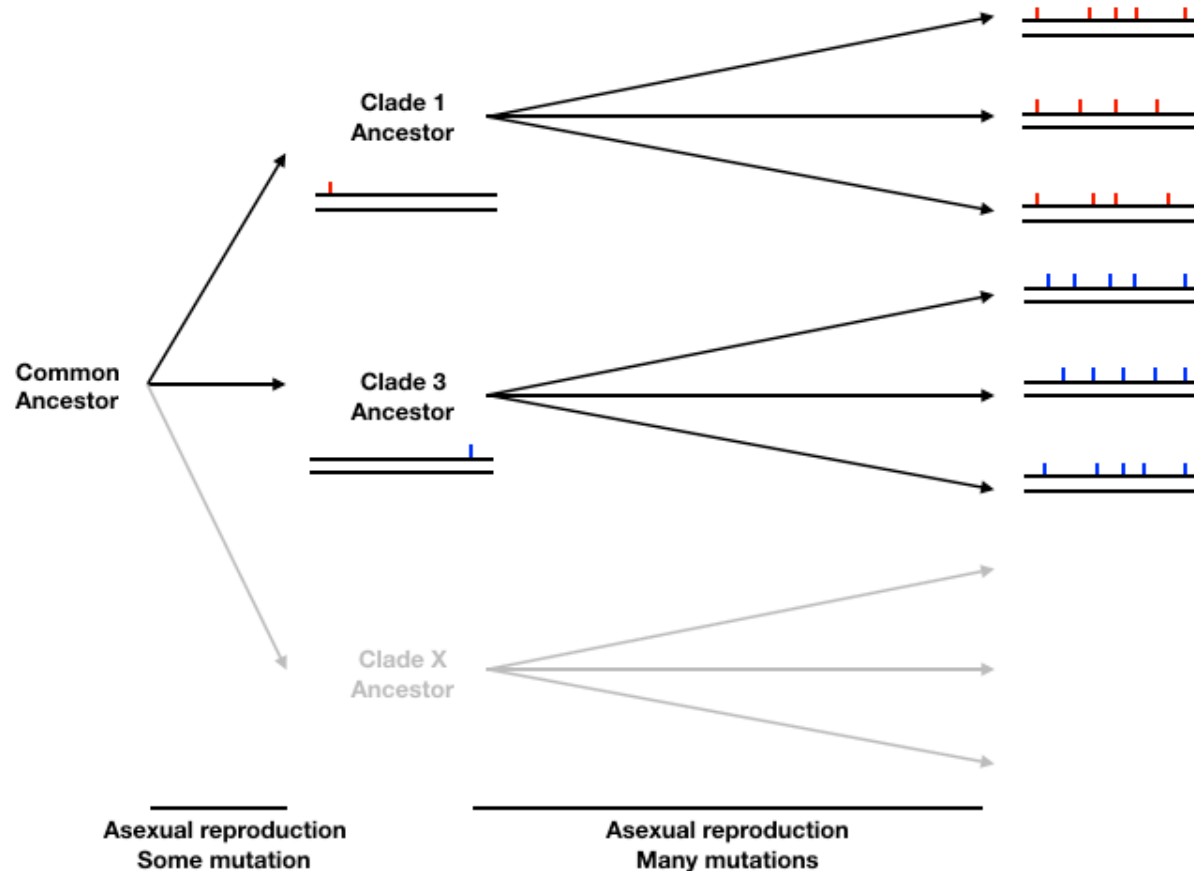 Clade 1
Ancestor
Common
Ancestor
Clade 3
Ancestor
Clade X
Ancestor
Asexual reproduction
Some mutation
Asexual reproduction
Many mutations